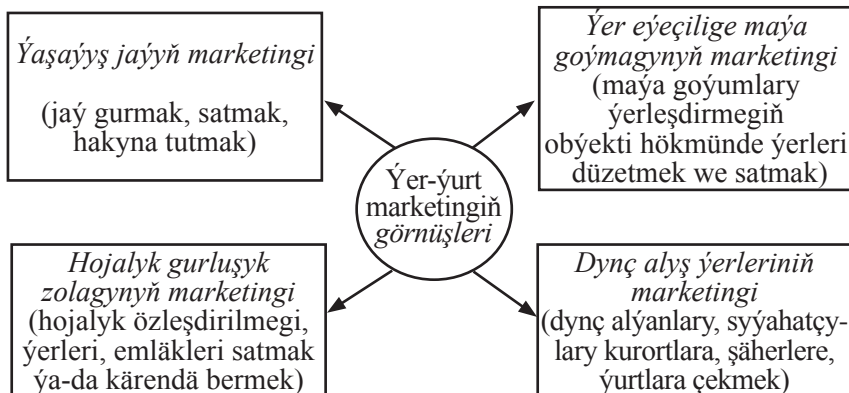 Ýaşaýyş jaýyň marketingi
(jaý gurmak, satmak,
hakyna tutmak)
Ýer eýeçilige maýa
goýmagynyň marketingi
(maýa goýumlary
ýerleşdirmegiň
obýekti hökmünde ýerleri
düzetmek we satmak)
Ýer-ýurt
marketingiň
görnüşleri
Hojalyk gurluşyk
zolagynyň marketingi
(hojalyk özleşdirilmegi,
ýerleri, emläkleri satmak
ýa-da kärendä bermek)
Dynç alyş ýerleriniň
marketingi
(dynç alýanlary, syýahatçy-
lary kurortlara, şäherlere,
ýurtlara çekmek)